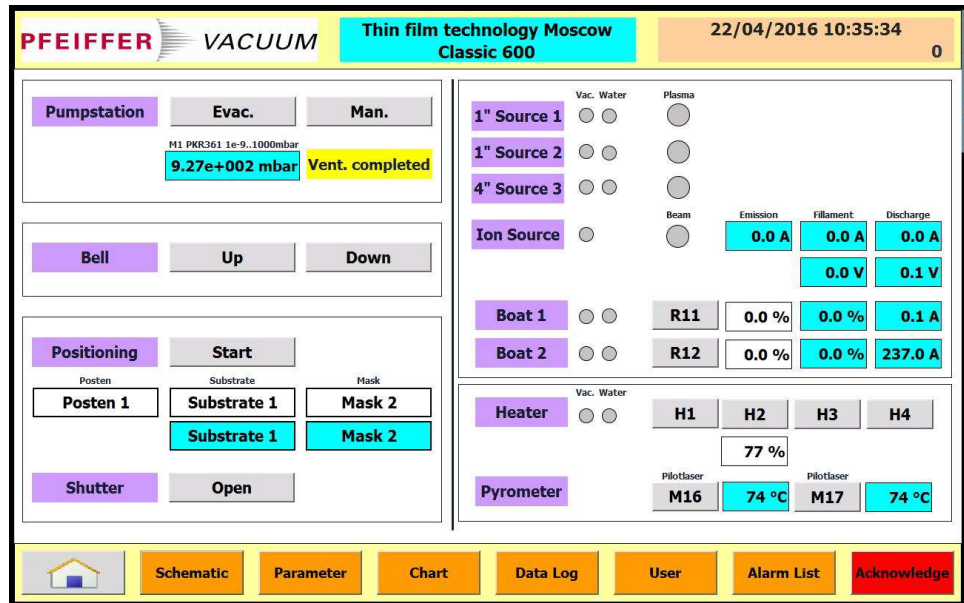 PFEIFFER VACUUM
Thin film technology Moscow
Classic 600
22/04/2016 10:35:34
0
Pumpstation Evac. Man.
M1 PKR361 1e-9..1000mbar
9.27e+002 mbar Vent. completed
Bell Up Down
Positioning Start
Posten Substrate Mask
Posten 1 Substrate 1 Mask 2
Substrate 1 Mask 2
Shutter Open
Vac. Water Plasma
1" Source 1
1" Source 2
4" Source 3
Beam Emission Fillament Discharge
Ion Source 0.0 A 0.0 A 0.0 A
0.0 V 0.1 V
Boat 1 R11 0.0 % 0.0 % 0.1 A
Boat 2 R12 0.0 % 0.0 % 237.0 A
Vac. Water
Heater H1 H2 H3 H4
77 %
Pilotlaser Pilotlaser
Pyrometer M16 74 °C M17 74 °C
Schematic Parameter Chart Data Log User Alarm List Acknowledge